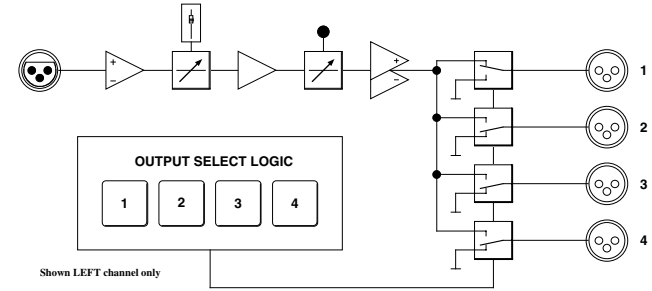 +
−
+
−
1
2
3
4
OUTPUT SELECT LOGIC
1 2 3 4
Shown LEFT channel only